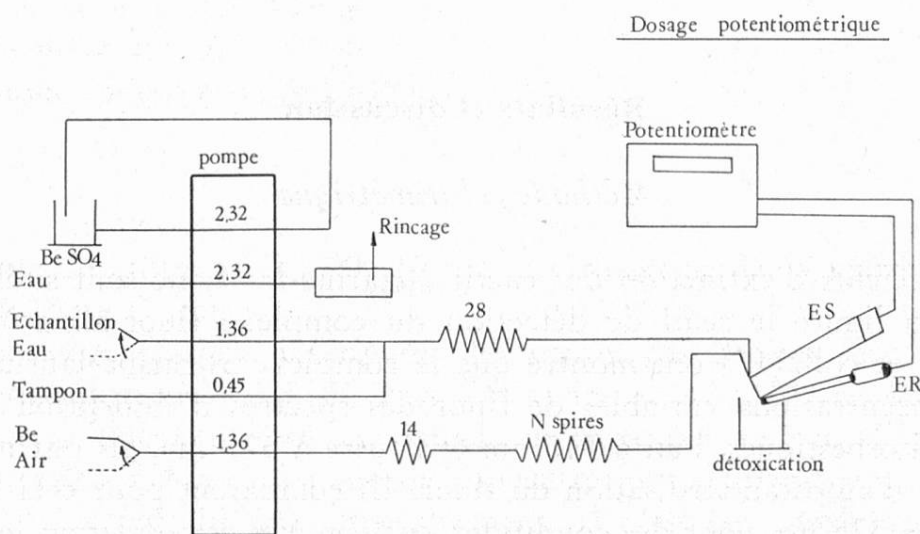 Dosage potentiométrique
Potentiomètre
pompe
2,32
Be SO4
Rincage
Eau
2,32
28
Echantillon
1,36
ES
Eau
Tampon
0,45
ER
Be
1,36
14
N spires
Air
détoxication